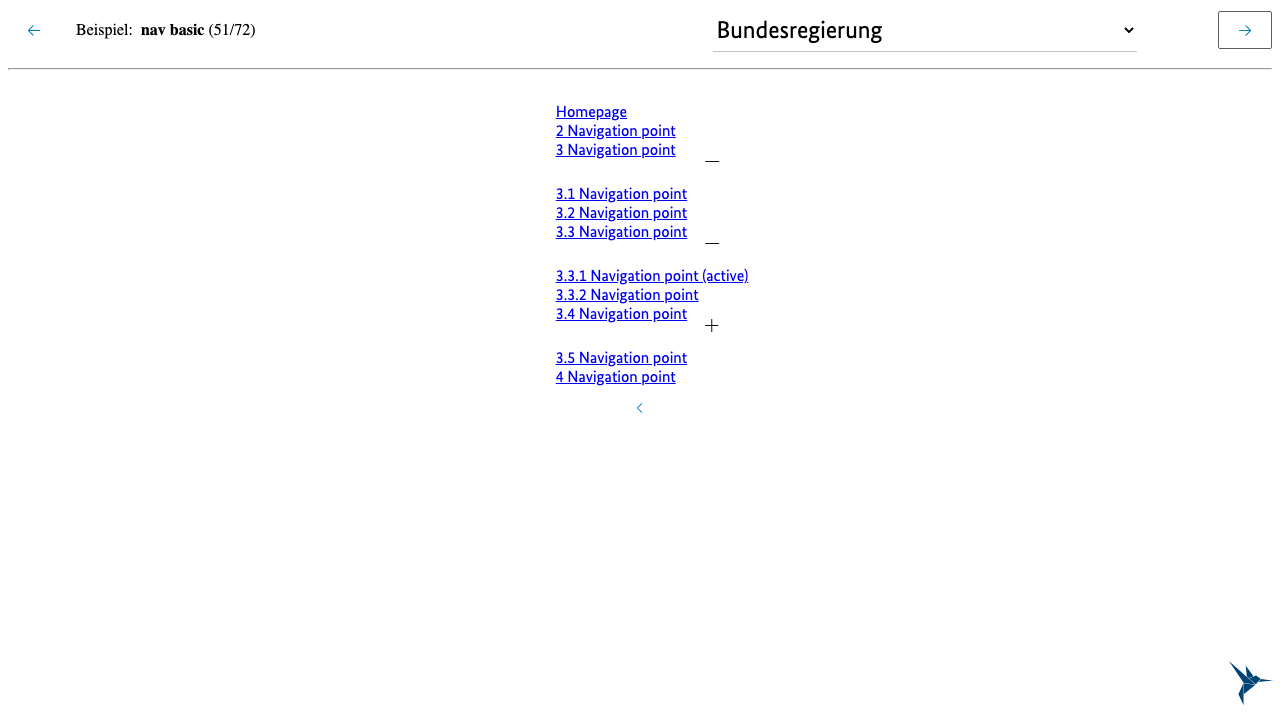 Beispiel: nav basic (51/72)
Bundesregierung
Homepage
2 Navigation point
3 Navigation point
3.1 Navigation point
3.2 Navigation point
3.3 Navigation point
3.3.1 Navigation point (active)
3.3.2 Navigation point
3.4 Navigation point
3.5 Navigation point
4 Navigation point